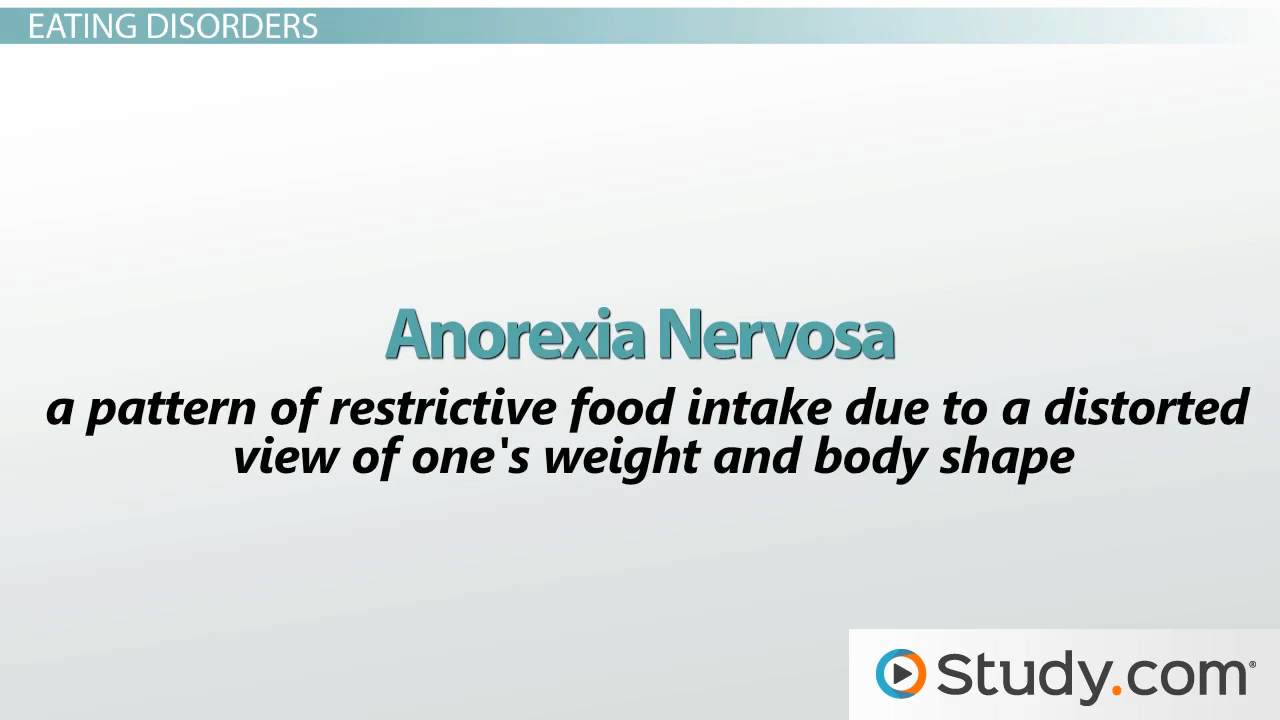 EATING DISORDERS
Anorexia Nervosa
a pattern of restrictive food intake due to a distorted
view of one's weight and body shape
Study.com®